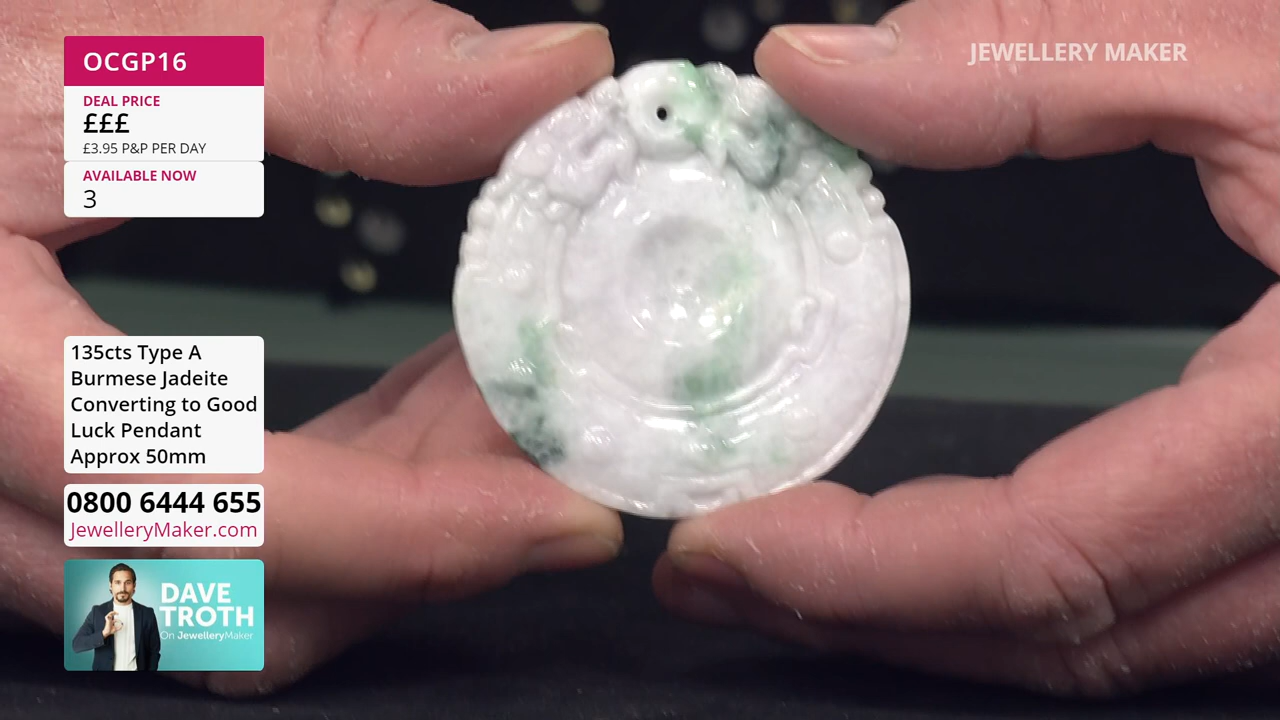 OCGP16
DEAL PRICE
£££
£3.95 P&P PER DAY
AVAILABLE NOW
3
135cts Type A
Burmese Jadeite
Converting to Good
Luck Pendant
Approx 50mm
0800 6444 655
JewelleryMaker.com
DAVE
TROTH
On JewelleryMaker
JEWELLERY MAKER